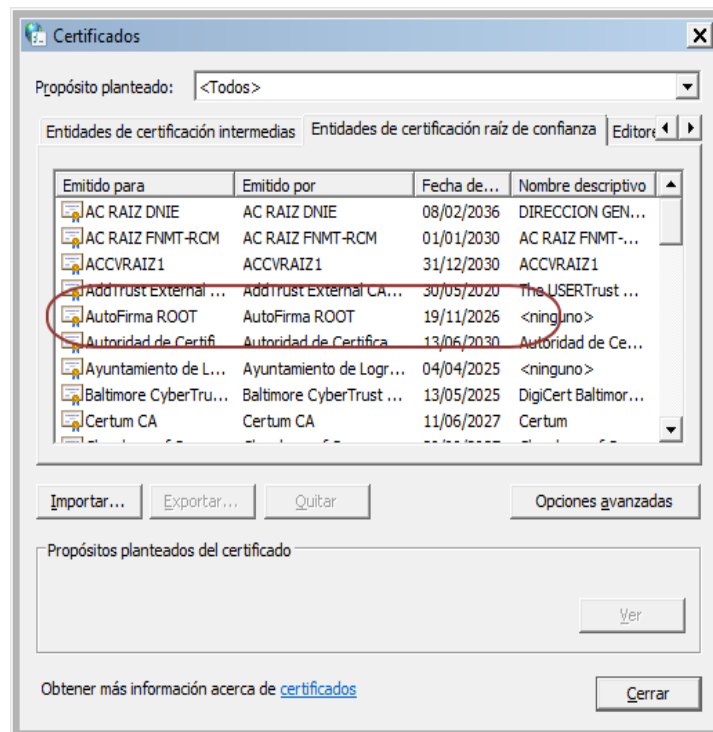 Certificados
Propósito planteado: <Todos>
Entidades de certificación intermedias Entidades de certificación raíz de confianza Editore
Emitido para Emitido por Fecha de... Nombre descriptivo
AC RAIZ DNIE AC RAIZ DNIE 08/02/2036 DIRECCION GEN...
AC RAIZ FNMT-RCM AC RAIZ FNMT-RCM 01/01/2030 AC RAIZ FNMT-...
ACCVRAIZ1 ACCVRAIZ1 31/12/2030 ACCVRAIZ1
AddTrust External ... AddTrust External CA... 30/05/2020 The USERTrust ...
AutoFirma ROOT AutoFirma ROOT 19/11/2026 <ninguno>
Autoridad de Certifi... Autoridad de Certifica... 13/06/2030 Autoridad de Ce...
Ayuntamiento de L... Ayuntamiento de Logr... 04/04/2025 <ninguno>
Baltimore CyberTru... Baltimore CyberTrust ... 13/05/2025 DigiCert Baltimor...
Certum CA Certum CA 11/06/2027 Certum
Importar... Exportar... Quitar Opciones avanzadas
Propósitos planteados del certificado
Ver
Obtener más información acerca de certificados
Cerrar